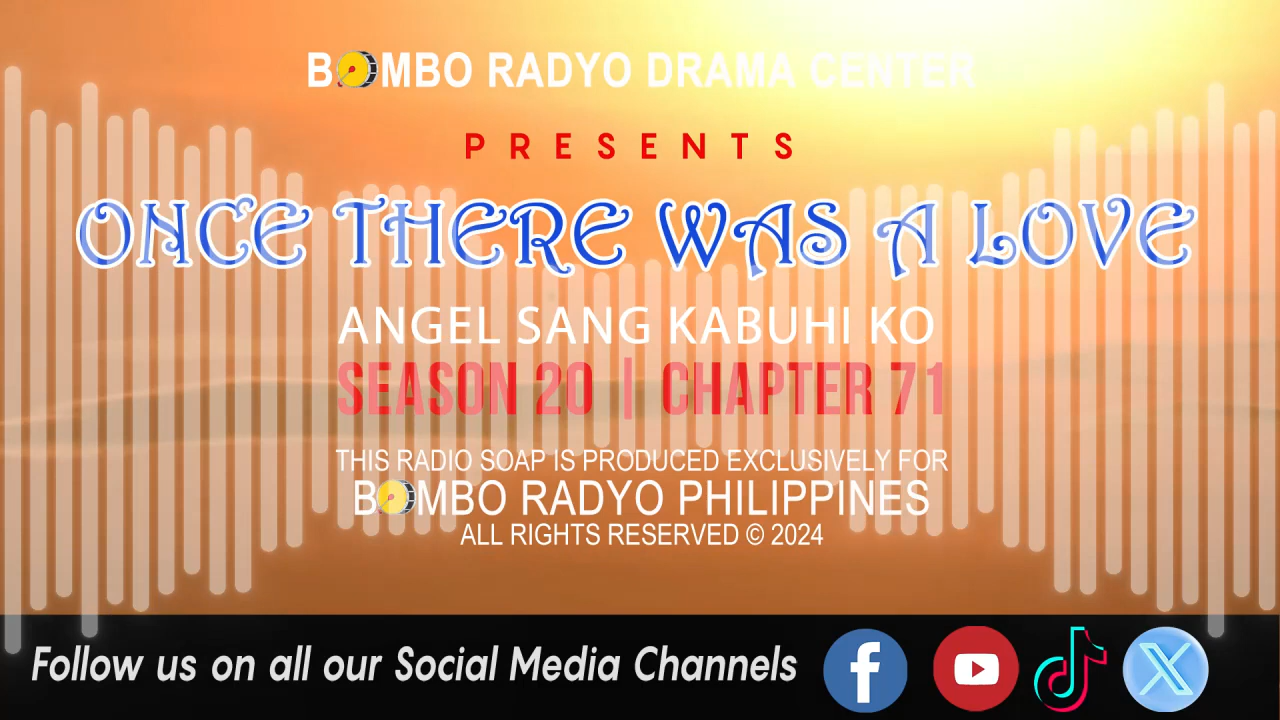 BOMBO RADYO DRAMA CENTER
PRESENTS
ONCE THERE WAS A LOVE
ANGEL SANG KABUHI KO
SEASON 20 | CHAPTER 71
THIS RADIO SOAP IS PRODUCED EXCLUSIVELY FOR
BOMBO RADYO PHILIPPINES
ALL RIGHTS RESERVED © 2024
Follow us on all our Social Media Channels